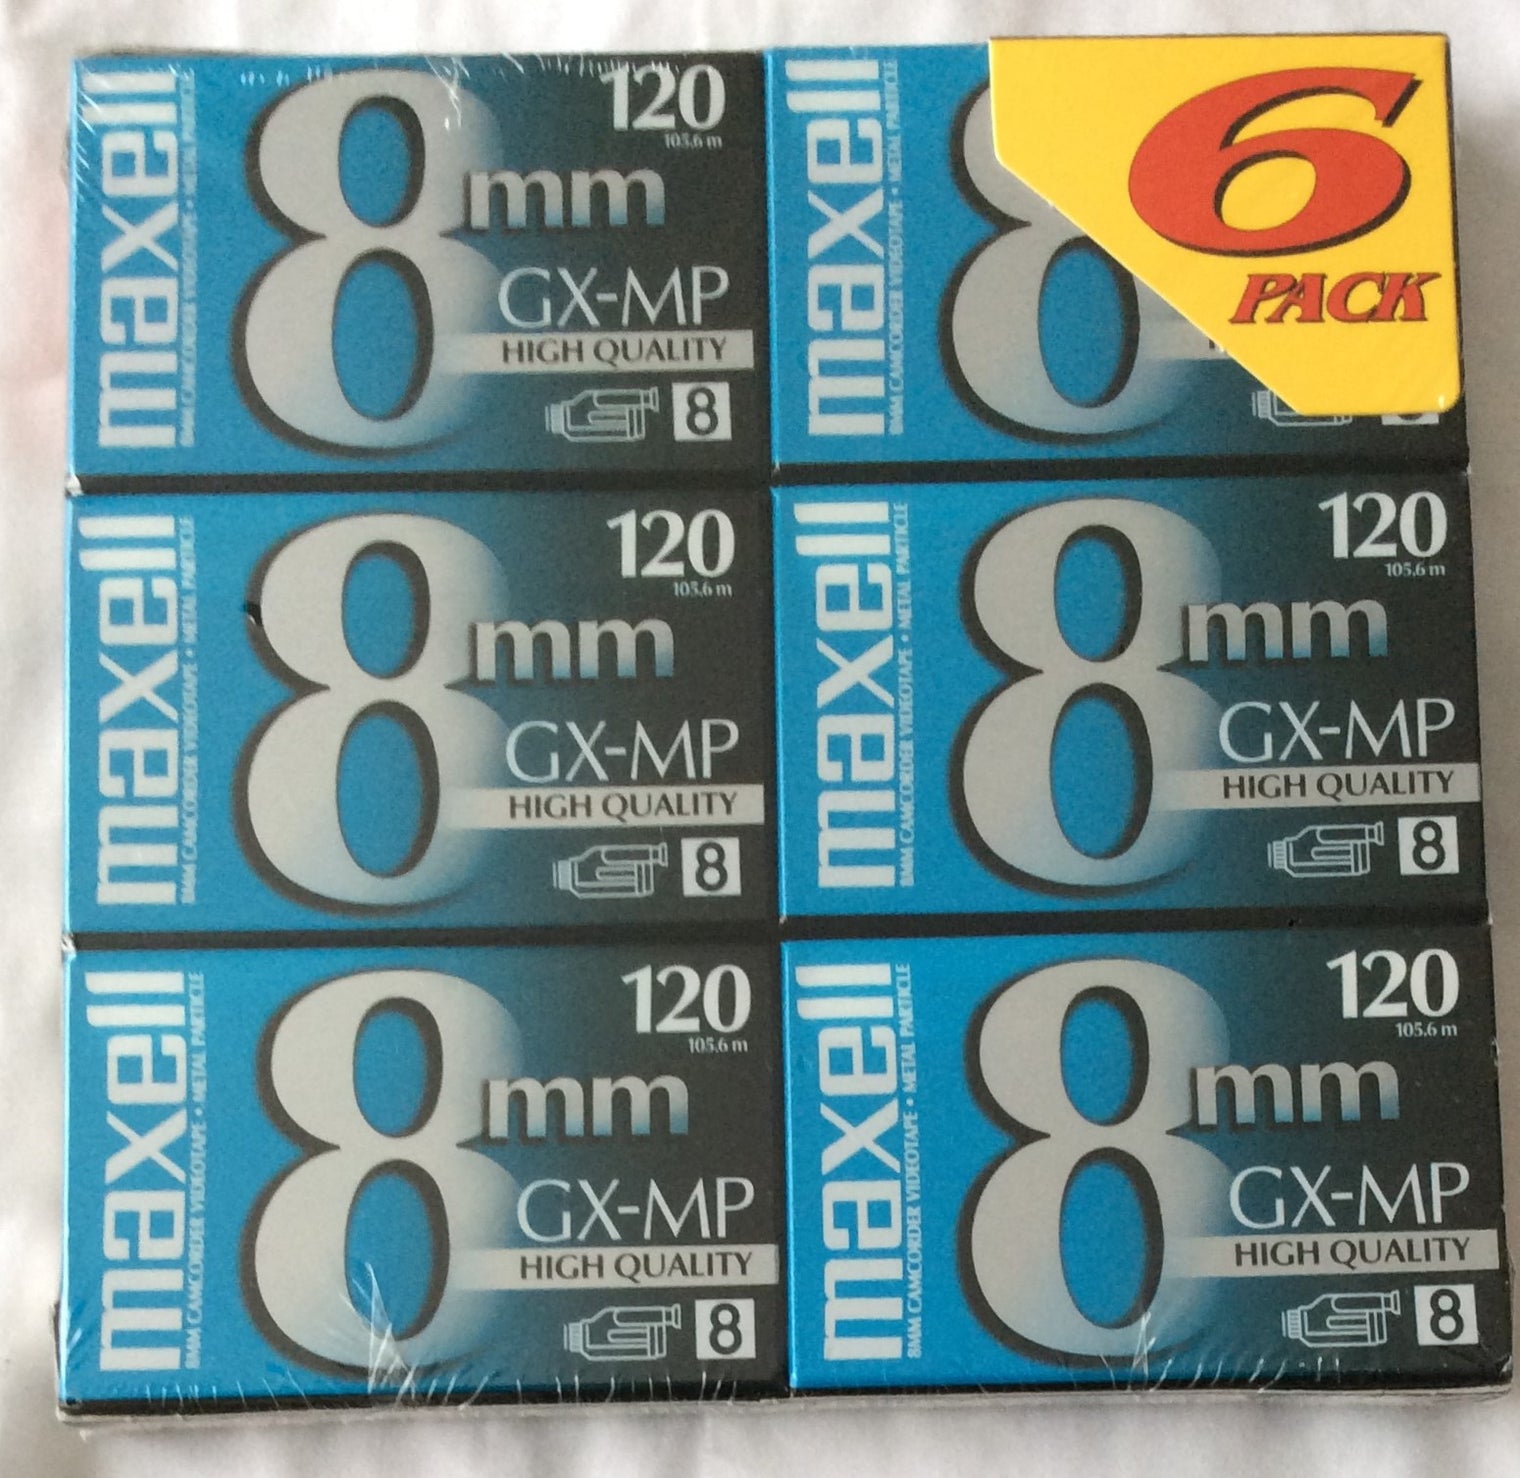 maxell
8MM CAMCORDER VIDEOTAPE • METAL PARTICLE
8mm
120
105.6 m
GX-MP
HIGH QUALITY
8
maxell
8MM CAMCORDER VIDEOTAPE • METAL PARTICLE
8
6
PACK
maxell
8MM CAMCORDER VIDEOTAPE • METAL PARTICLE
8mm
120
105.6 m
GX-MP
HIGH QUALITY
8
maxell
8MM CAMCORDER VIDEOTAPE • METAL PARTICLE
8mm
120
105.6 m
GX-MP
HIGH QUALITY
8
maxell
8MM CAMCORDER VIDEOTAPE • METAL PARTICLE
8mm
120
105.6 m
GX-MP
HIGH QUALITY
8
maxell
8MM CAMCORDER VIDEOTAPE • METAL PARTICLE
8mm
120
105.6 m
GX-MP
HIGH QUALITY
8